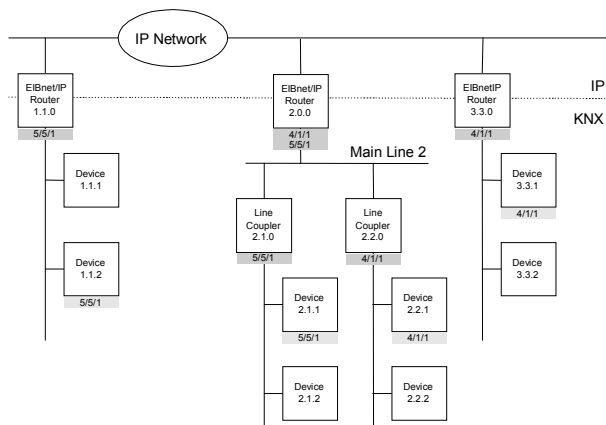 IP Network
EIBnet/IP
Router
1.1.0
5/5/1
EIBnet/IP
Router
2.0.0
4/1/1
5/5/1
EIBnetIP
Router
3.3.0
4/1/1
IP
KNX
Main Line 2
Device
1.1.1
Device
1.1.2
5/5/1
Line
Coupler
2.1.0
5/5/1
Line
Coupler
2.2.0
4/1/1
Device
3.3.1
4/1/1
Device
3.3.2
Device
2.1.1
5/5/1
Device
2.2.1
4/1/1
Device
2.1.2
Device
2.2.2